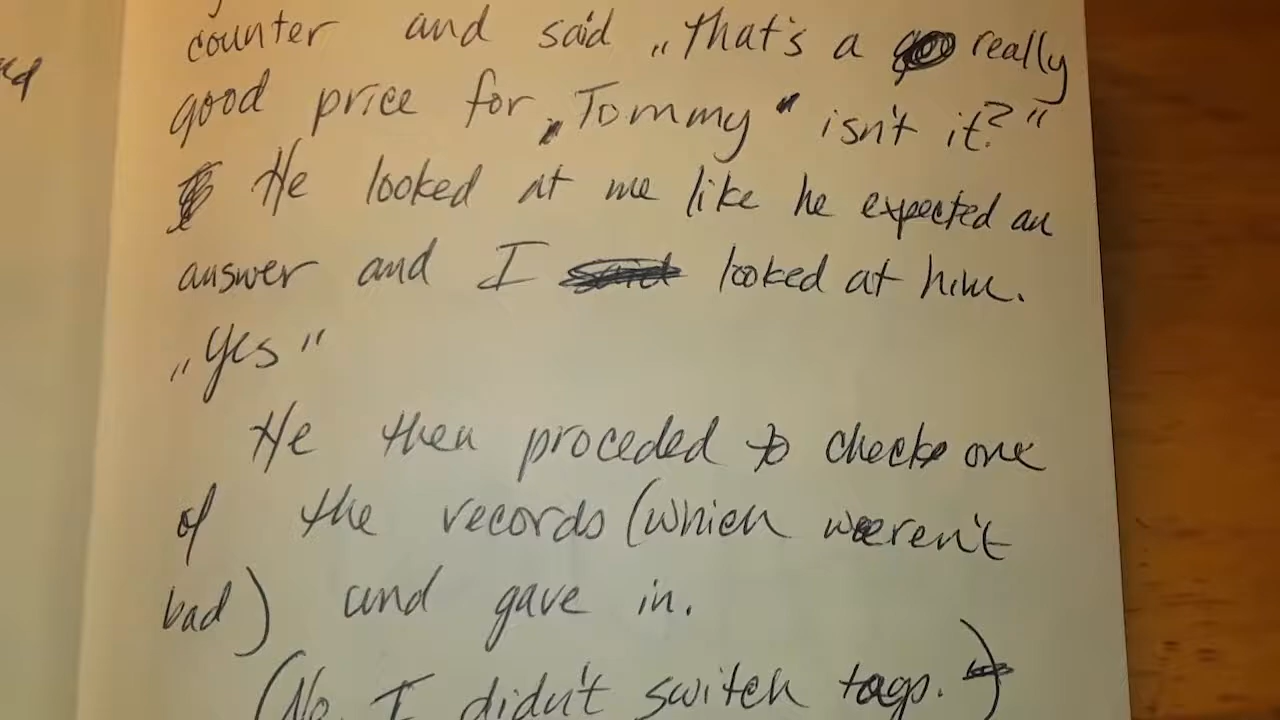 counter and said „that's a really
good price for „Tommy" isn't it?"
He looked at me like he expected an
answer and I said looked at him.
„Yes"
He then proceded to check one
of the records (which weren't
bad) and gave in.
(No, I didn't switch tags.)